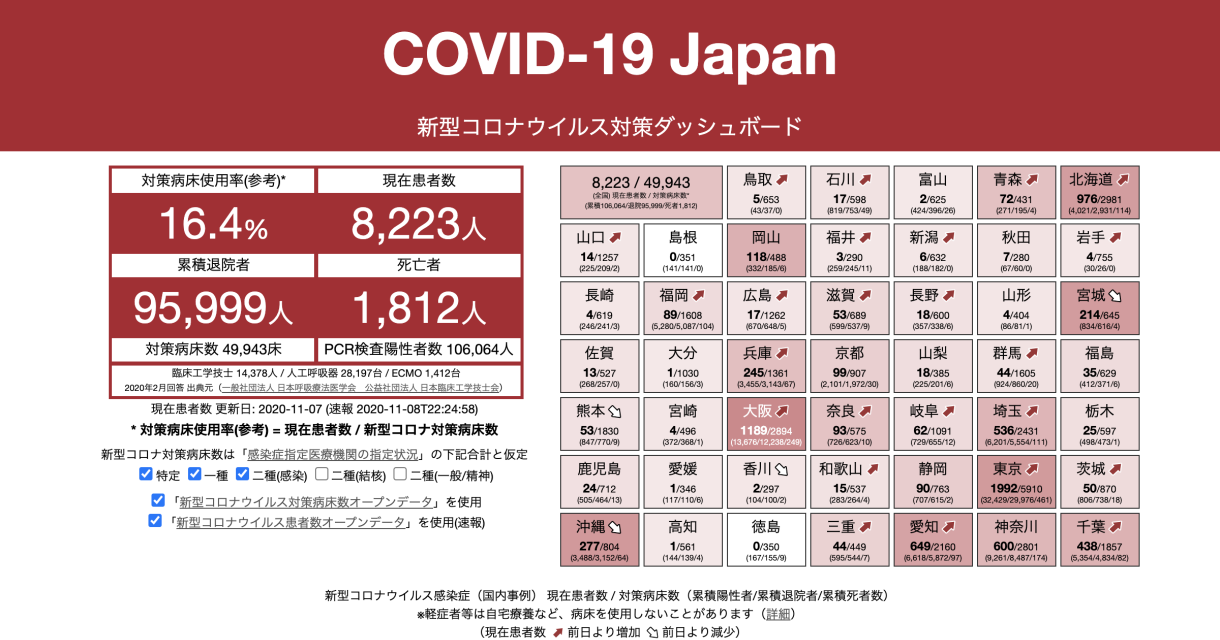 COVID-19 Japan
新型コロナウイルス対策ダッシュボード
対策病床使用率(参考)*
現在患者数
16.4%
8,223人
累積退院者
死亡者
95,999人
1,812人
対策病床数 49,943床
PCR検査陽性者数 106,064人
臨床工学技士 14,378人 / 人工呼吸器 28,197台 / ECMO 1,412台
2020年2月回答 出典元（一般社団法人 日本呼吸療法医学会　公益社団法人 日本臨床工学技士会）
現在患者数 更新日: 2020-11-07 (速報 2020-11-08T22:24:58)
* 対策病床使用率(参考) = 現在患者数 / 新型コロナ対策病床数
新型コロナ対策病床数は「感染症指定医療機関の指定状況」の下記合計と仮定
特定 一種 二種(感染) 二種(結核) 二種(一般/精神)
「新型コロナウイルス対策病床数オープンデータ」を使用
「新型コロナウイルス患者数オープンデータ」を使用(速報)
8,223 / 49,943
(全国) 現在患者数 / 対策病床数*
(累積106,064/退院95,999/死者1,812)
鳥取
5/653
(43/37/0)
石川
17/598
(819/753/49)
富山
2/625
(424/396/26)
青森
72/431
(271/195/4)
北海道
976/2981
(4,021/2,931/114)
山口
14/1257
(225/209/2)
島根
0/351
(141/141/0)
岡山
118/488
(332/185/6)
福井
3/290
(259/245/11)
新潟
6/632
(188/182/0)
秋田
7/280
(67/60/0)
岩手
4/755
(30/26/0)
長崎
4/619
(246/241/3)
福岡
89/1608
(5,280/5,087/104)
広島
17/1262
(670/648/5)
滋賀
53/689
(599/537/9)
長野
18/600
(357/338/6)
山形
4/404
(86/81/1)
宮城
214/645
(834/616/4)
佐賀
13/527
(268/257/0)
大分
1/1030
(160/156/3)
兵庫
245/1361
(3,455/3,143/67)
京都
99/907
(2,101/1,972/30)
山梨
18/385
(225/201/6)
群馬
44/1605
(924/860/20)
福島
35/629
(412/371/6)
熊本
53/1830
(847/770/9)
宮崎
4/496
(372/368/1)
大阪
1189/2894
(13,676/12,238/249)
奈良
93/575
(726/623/10)
岐阜
62/1091
(729/655/12)
埼玉
536/2431
(6,201/5,554/111)
栃木
25/597
(498/473/1)
鹿児島
24/712
(505/464/13)
愛媛
1/346
(117/110/6)
香川
2/297
(104/100/2)
和歌山
15/537
(283/264/4)
静岡
90/763
(707/615/2)
東京
1992/5910
(32,429/29,976/461)
茨城
50/870
(806/738/18)
沖縄
277/804
(3,488/3,152/64)
高知
1/561
(144/139/4)
徳島
0/350
(167/155/9)
三重
44/449
(595/544/7)
愛知
649/2160
(6,618/5,872/97)
神奈川
600/2801
(9,261/8,487/174)
千葉
438/1857
(5,354/4,834/82)
新型コロナウイルス感染症（国内事例） 現在患者数 / 対策病床数（累積陽性者/累積退院者/累積死者数）
※軽症者等は自宅療養など、病床を使用しないことがあります（詳細）
（現在患者数 前日より増加 前日より減少）